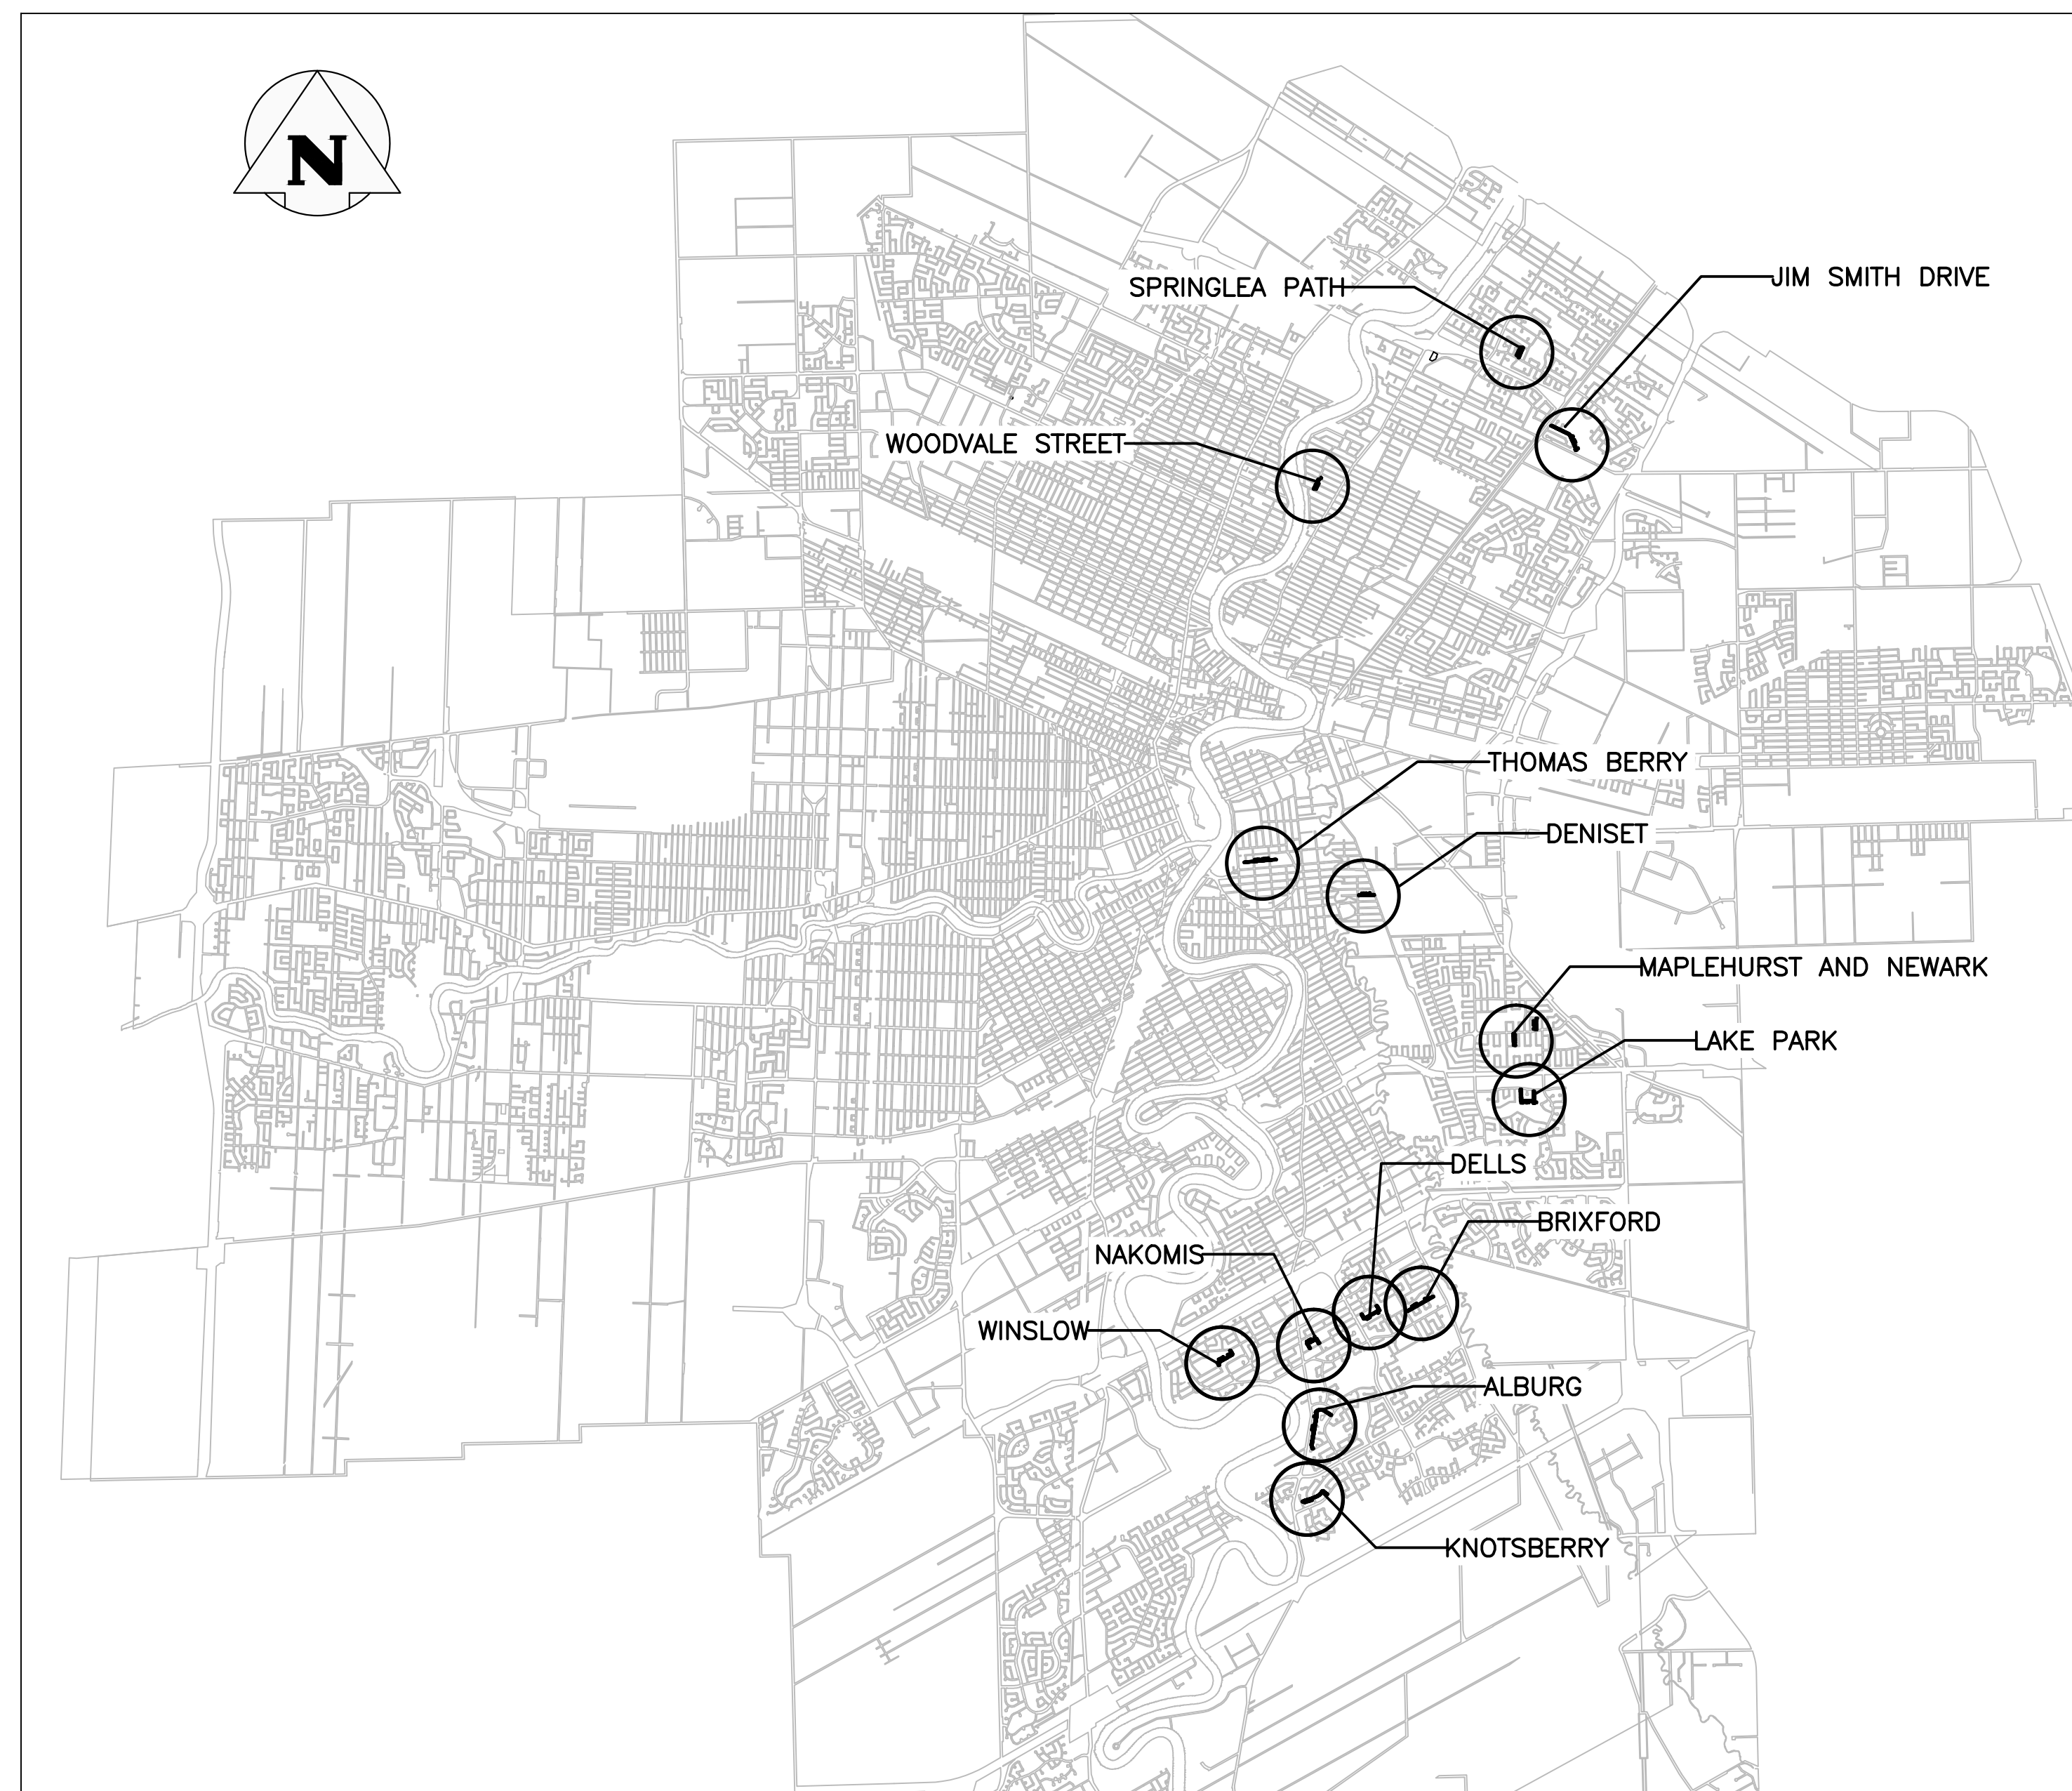 N
JIM SMITH DRIVE
SPRINGLEA PATH
WOODVALE STREET
THOMAS BERRY
DENISET
MAPLEHURST AND NEWARK
LAKE PARK
DELLS
BRIXFORD
NAKOMIS
WINSLOW
ALBURG
KNOTSBERRY